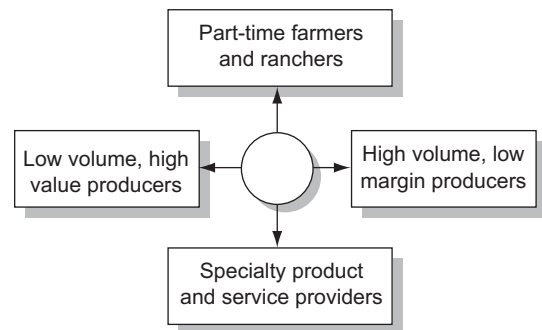 Part-time farmers
and ranchers
Low volume, high
value producers
High volume, low
margin producers
Specialty product
and service providers